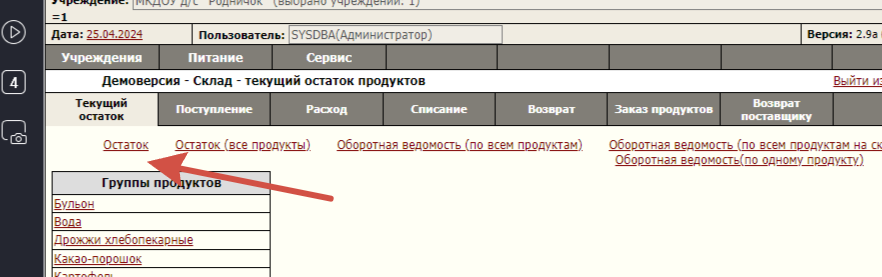 Учреждение: МКДОУ д/с "Родничок" (выбрано учреждений: 1)
=1
Дата: 25.04.2024 Пользователь: SYSDBA(Администратор) Версия: 2.9a
Учреждения Питание Сервис
Демоверсия - Склад - текущий остаток продуктов Выйти из
Текущий остаток Поступление Расход Списание Возврат Заказ продуктов Возврат поставщику
4
Остаток Остаток (все продукты) Оборотная ведомость (по всем продуктам) Оборотная ведомость (по всем продуктам на ск
Оборотная ведомость(по одному продукту)
Группы продуктов
Бульон
Вода
Дрожжи хлебопекарные
Какао-порошок
Картофель